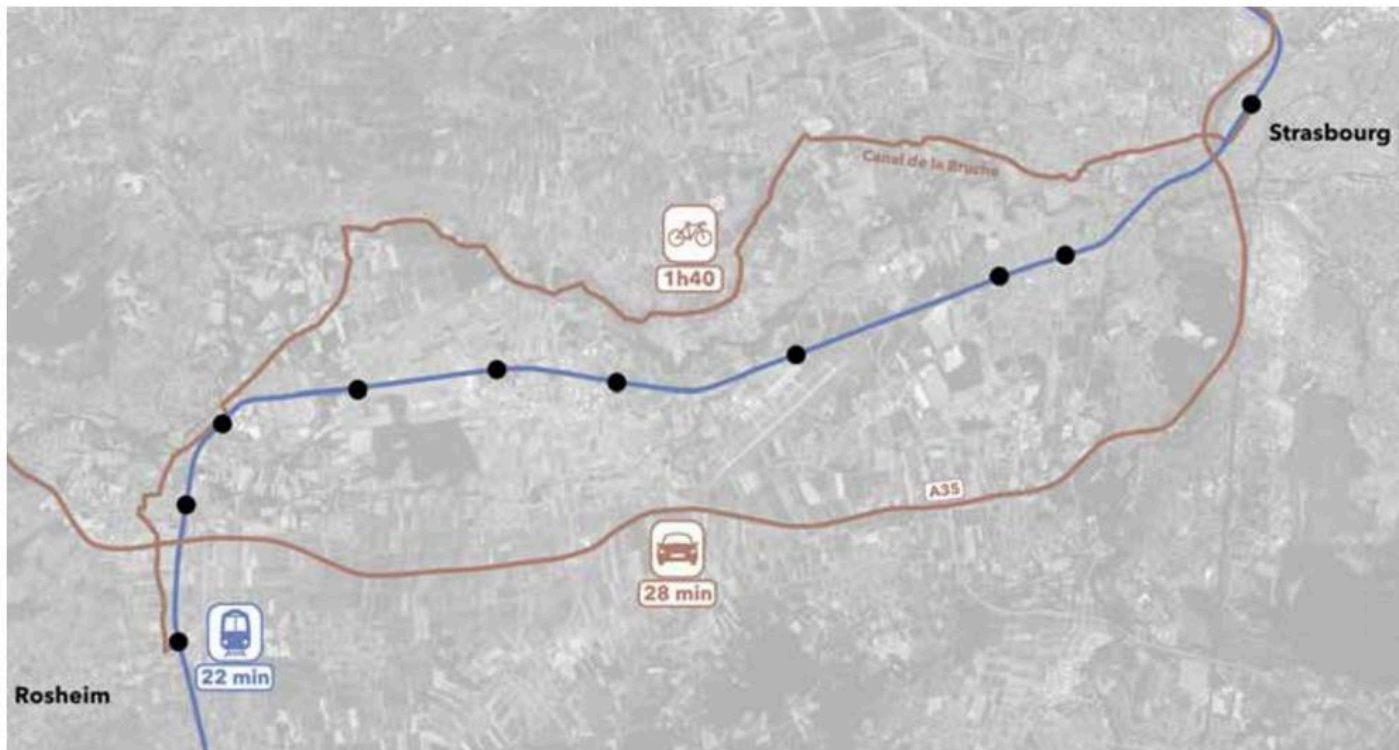 Strasbourg
Canal de la Bruche
1h40
A35
28 min
22 min
Rosheim